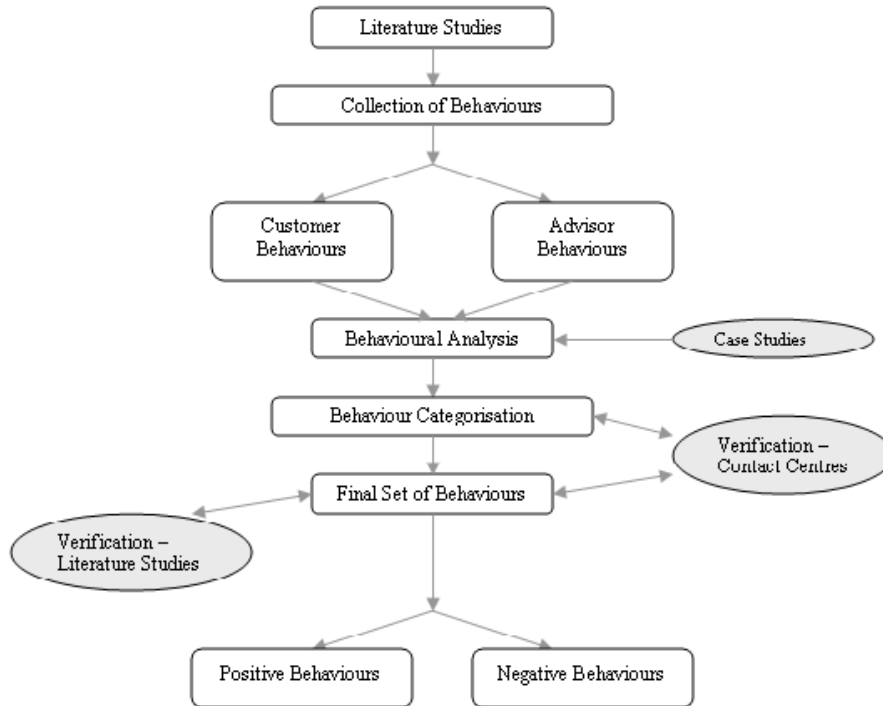 Literature Studies
Collection of Behaviours
Customer
Behaviours
Advisor
Behaviours
Behavioural Analysis
Case Studies
Behaviour Categorisation
Verification –
Contact Centres
Final Set of Behaviours
Verification –
Literature Studies
Positive Behaviours
Negative Behaviours